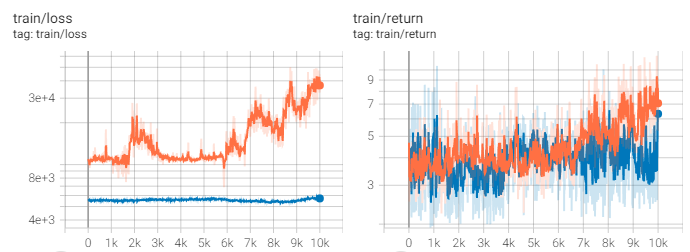 train/loss
tag: train/loss
3e+4
8e+3
4e+3
0 1k 2k 3k 4k 5k 6k 7k 8k 9k 10k
train/return
tag: train/return
9
7
5
3
0 1k 2k 3k 4k 5k 6k 7k 8k 9k 10k